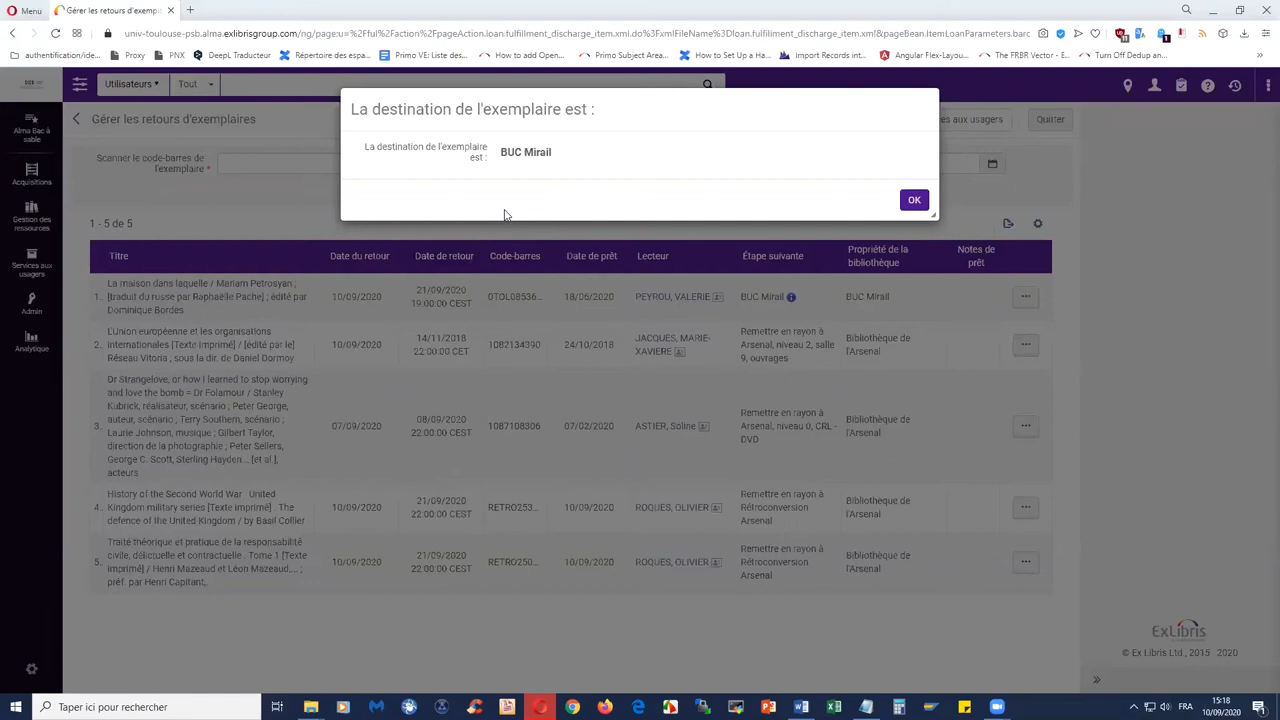 Menu
Gérer les retours d'exempl
univ-toulouse-psb.alma.exlibrisgroup.com/ng/page;u=%2Fful%2Faction%2FpageAction.loan.fulfillment_discharge_item.xml.do%3FxmlFileName%3Dloan.fulfillment_discharge_item.xml&pageBean.ItemLoanParameters.barc
authentication/ide... Proxy PNX Desktop | Ex Libris... Répertoire des espa... Primo VE: Liste des... How to add Open... Primo Subject Area... How to Set Up a Ha... Import Records int... Angular Flex-Layou... The FRBR Vector : E... Turn Off Dedup an...
Utilisateurs Tout
Gérer les retours d'exemplaires
es aux usagers Quitter
Scanner le code-barres de
l'exemplaire *
La destination de l'exemplaire est :
La destination de l'exemplaire
est :
BUC Mirail
OK
Alma Bac à
sable
Acquisitions
Gestion des
ressources
Services aux
usagers
Admin
Analytique
1 - 5 de 5
Titre Date du retour Date de retour Code-barres Date de prêt Lecteur Étape suivante Propriété de la
bibliothèque
Notes de
prêt
1. La maison dans laquelle / Mariam Petrosyan ;
[traduit du russe par Raphaëlle Pache] ; édité par
Dominique Bordes
10/09/2020
21/09/2020
19:00:00 CEST
0TOL08536...
18/06/2020
PEYROU, VALERIE
BUC Mirail
BUC Mirail
2. L'Union européenne et les organisations
internationales [Texte imprimé] / [édité par le]
Réseau Vitoria ; sous la dir. de Daniel Dormoy
10/09/2020
14/11/2018
22:00:00 CET
1082134390
24/10/2018
JACQUES, MARIE-
XAVIERE
Remettre en rayon à
Arsenal, niveau 2, salle
9, ouvrages
Bibliothèque de
l'Arsenal
3. Dr Strangelove, or how I learned to stop worrying
and love the bomb = Dr Folamour / Stanley
Kubrick, réalisateur, scénario ; Peter George,
auteur, scénario ; Terry Southern, scénario ;
Laurie Johnson, musique ; Gilbert Taylor,
direction de la photographie ; Peter Sellers,
George C. Scott, Sterling Hayden... [et al.],
acteurs
07/09/2020
08/09/2020
22:00:00 CEST
1087108306
07/02/2020
ASTIER, Soline
Remettre en rayon à
Arsenal, niveau 0, CRL -
DVD
Bibliothèque de
l'Arsenal
4. History of the Second World War United
Kingdom military series [Texte imprimé] . The
defence of the United Kingdom / by Basil Collier
10/09/2020
21/09/2020
22:00:00 CEST
RETRO253...
10/09/2020
ROQUES, OLIVIER
Remettre en rayon à
Rétroconversion
Arsenal
Bibliothèque de
l'Arsenal
5. Traité théorique et pratique de la responsabilité
civile, délictuelle et contractuelle . Tome 1 [Texte
imprimé] / Henri Mazeaud et Léon Mazeaud,... ;
préf. par Henri Capitant,.
10/09/2020
21/09/2020
22:00:00 CEST
RETRO250...
10/09/2020
ROQUES, OLIVIER
Remettre en rayon à
Rétroconversion
Arsenal
Bibliothèque de
l'Arsenal
ExLibris
© Ex Libris Ltd., 2015 - 2020
Taper ici pour rechercher
FRA
15:18
10/09/2020